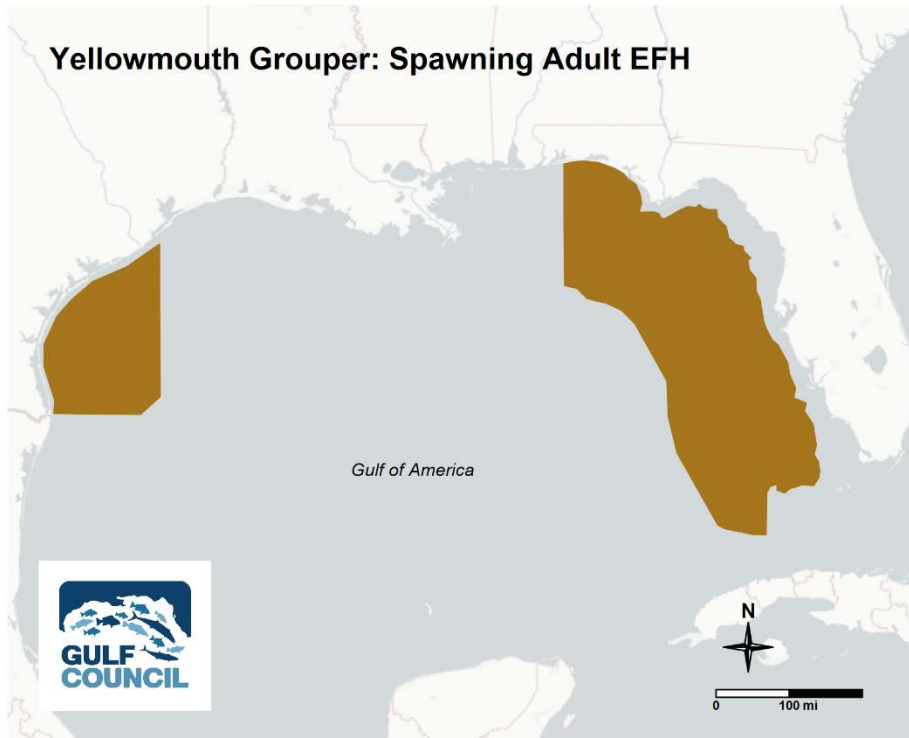 Yellowmouth Grouper: Spawning Adult EFH
Gulf of America
GULF
COUNCIL
N
0 100 mi